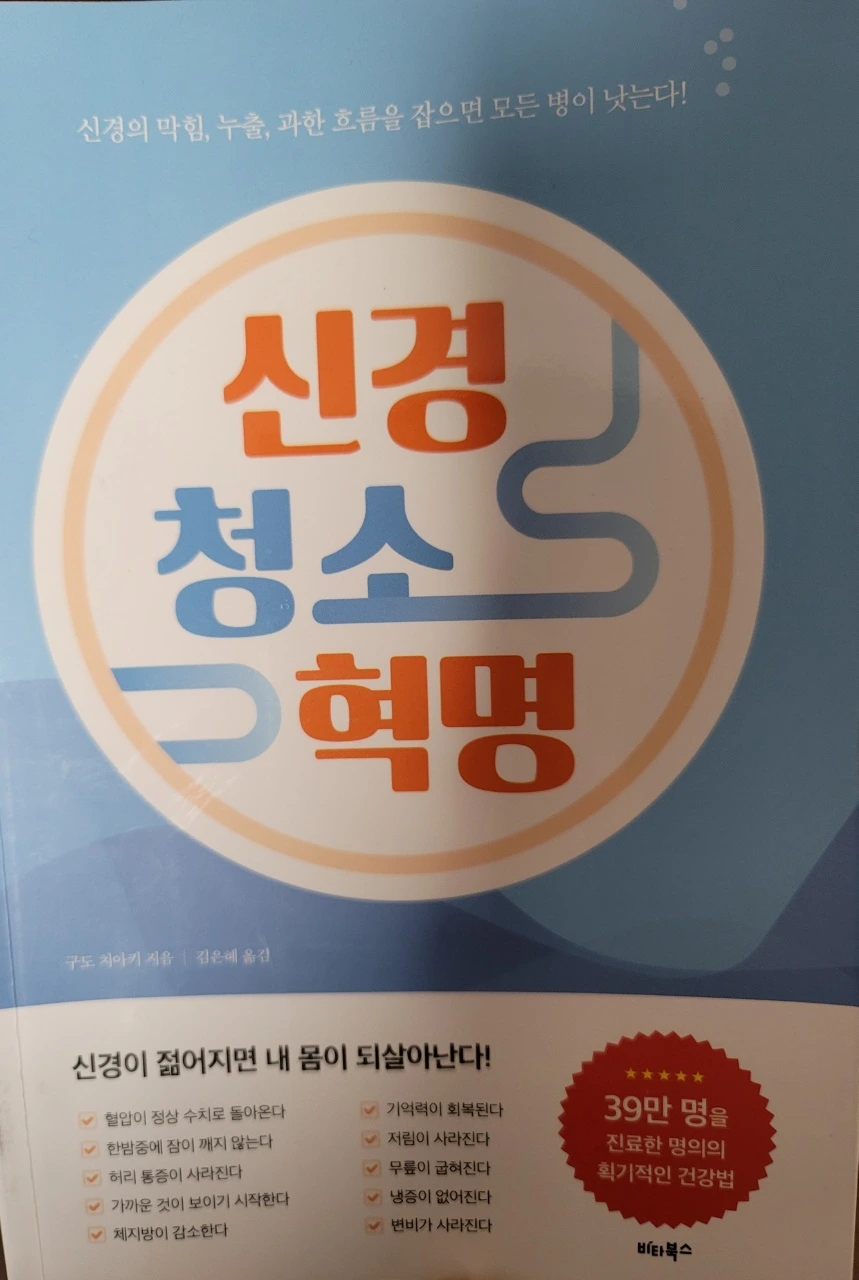 신경의 막힘, 누출, 과한 흐름을 잡으면 모든 병이 낫는다!
신경
청소
혁명
구도 치아키 지음 | 김은혜 옮김
신경이 젊어지면 내 몸이 되살아난다!
혈압이 정상 수치로 돌아온다
한밤중에 잠이 깨지 않는다
허리 통증이 사라진다
가까운 것이 보이기 시작한다
체지방이 감소한다
기억력이 회복된다
저림이 사라진다
무릎이 굽혀진다
냉증이 없어진다
변비가 사라진다
39만 명을
진료한 명의의
획기적인 건강법
비타북스